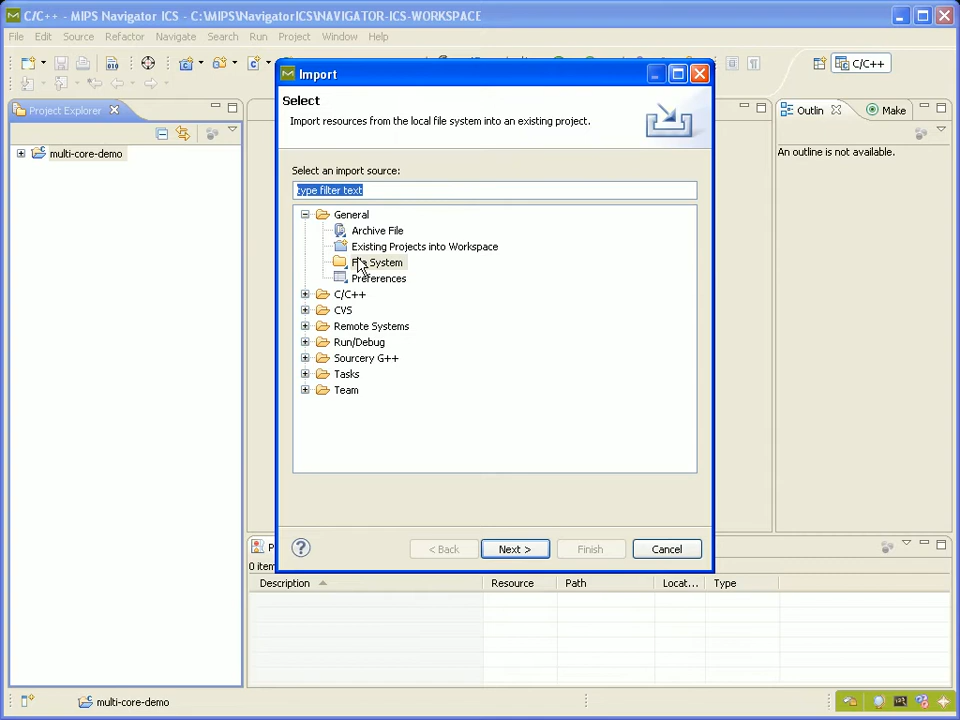 C/C++ - MIPS Navigator ICS - C:\MIPS\NavigatorICS\NAVIGATOR-ICS-WORKSPACE
File Edit Source Refactor Navigate Search Run Project Window Help
C/C++
Project Explorer
Outlin
Make
multi-core-demo
An outline is not available.
Import
Select
Import resources from the local file system into an existing project.
Select an import source:
type filter text
General
Archive File
Existing Projects into Workspace
File System
Preferences
C/C++
CVS
Remote Systems
Run/Debug
Sourcery G++
Tasks
Team
< Back Next > Finish Cancel
P
0 item
Description Resource Path Locat... Type
multi-core-demo